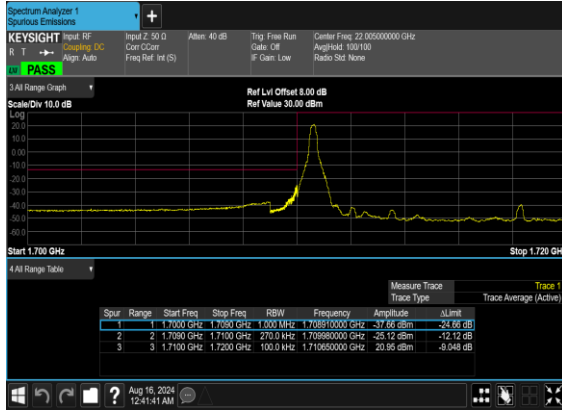 Spectrum Analyzer 1
Spurious Emissions
+
KEYSIGHT Input: RF Input Z: 50 Ω Atten: 40 dB Trig: Free Run Center Freq: 22.005000000 GHz
R T Coupling: DC Corr CCorr Gate: Off Avg|Hold: 100/100
Align: Auto Freq Ref: Int (S) IF Gain: Low Radio Std: None
PASS
3 All Range Graph
Ref Lvl Offset 8.00 dB
Scale/Div 10.0 dB Ref Value 30.00 dBm
Log
20.0
10.0
0.00
-10.0
-20.0
-30.0
-40.0
-50.0
-60.0
Start 1.700 GHz Stop 1.720 GH
4 All Range Table
Measure Trace Trace 1
Trace Type Trace Average (Active)
Spur Range Start Freq Stop Freq RBW Frequency Amplitude ΔLimit
1 1 1.7000 GHz 1.7090 GHz 1.000 MHz 1.708910000 GHz -37.66 dBm -24.66 dB
2 2 1.7090 GHz 1.7100 GHz 270.0 kHz 1.709980000 GHz -25.12 dBm -12.12 dB
3 3 1.7100 GHz 1.7200 GHz 100.0 kHz 1.710650000 GHz 20.95 dBm -9.048 dB
? Aug 16, 2024
12:41:41 AM